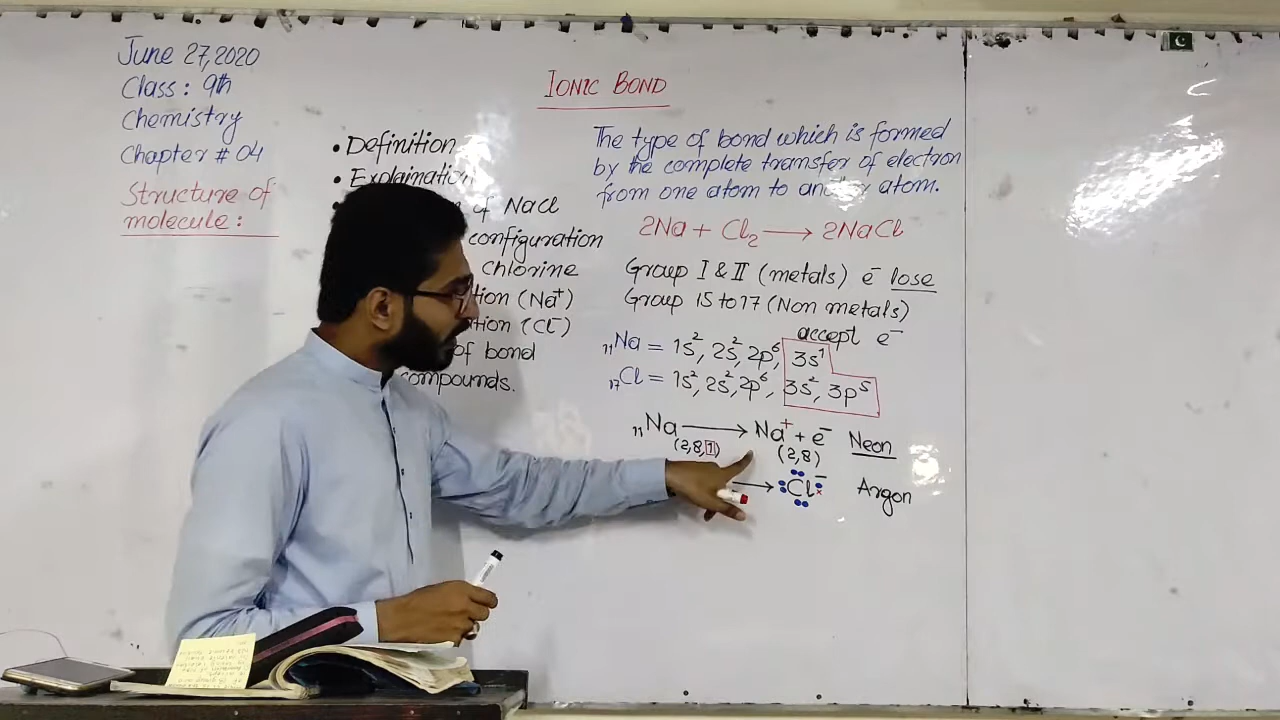 June 27, 2020
Class : 9th
Chemistry
Chapter # 04
Structure of
molecule :
IONIC BOND
• Definition
• Explaination
of NaCl
configuration
chlorine
tion (Na⁺)
ation (Cl⁻)
of bond
compounds.
The type of bond which is formed
by the complete transfer of electron
from one atom to another atom.
2Na + Cl₂ → 2NaCl
Group I & II (metals) e⁻ lose
Group 15 to 17 (Non metals)
accept e⁻
₁₁Na = 1s², 2s², 2p⁶, 3s¹
₁₇Cl = 1s², 2s², 2p⁶, 3s², 3p⁵
₁₁Na → Na⁺ + e⁻ Neon
(2,8,1) (2,8)
→ Cl⁻ Argon